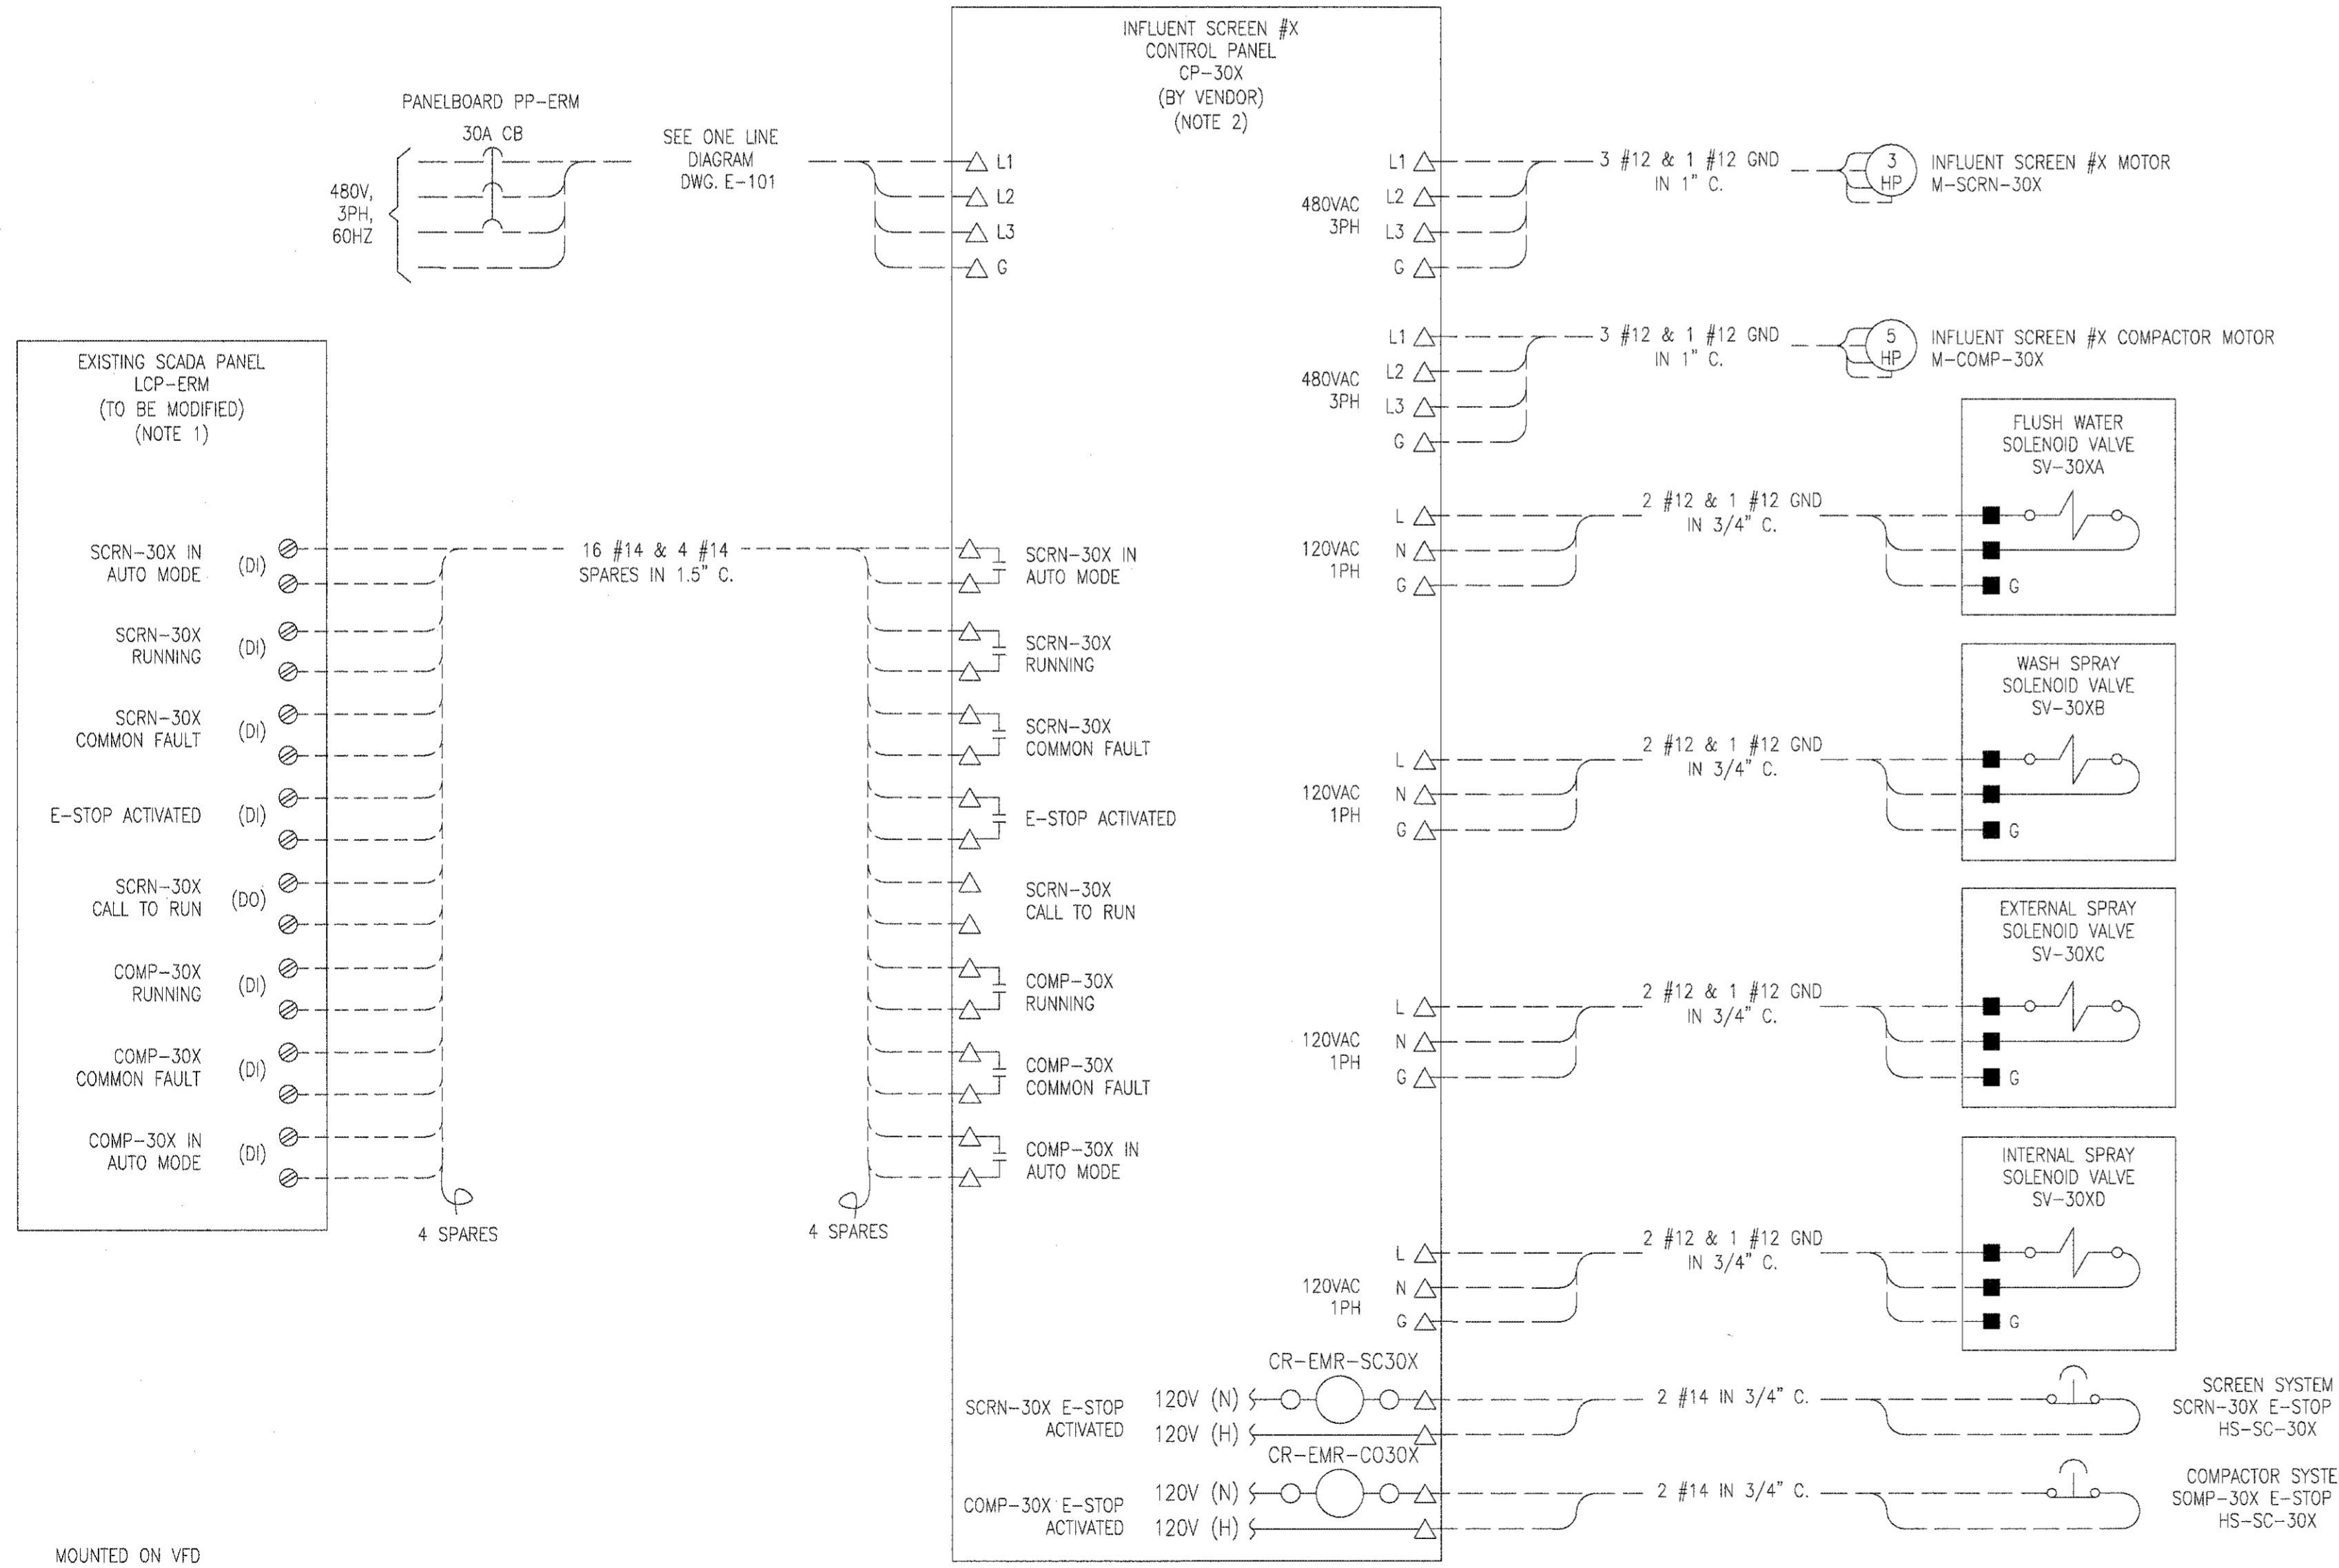 INFLUENT SCREEN #X
CONTROL PANEL
CP-30X
(BY VENDOR)
(NOTE 2)
PANELBOARD PP-ERM
30A CB
480V,
3PH,
60HZ
SEE ONE LINE
DIAGRAM
DWG. E-101
L1
L2
L3
G
480VAC
3PH
L1
L2
L3
G
3 #12 & 1 #12 GND
IN 1" C.
3
HP
INFLUENT SCREEN #X MOTOR
M-SCRN-30X
480VAC
3PH
L1
L2
L3
G
3 #12 & 1 #12 GND
IN 1" C.
5
HP
INFLUENT SCREEN #X COMPACTOR MOTOR
M-COMP-30X
EXISTING SCADA PANEL
LCP-ERM
(TO BE MODIFIED)
(NOTE 1)
SCRN-30X IN
AUTO MODE
(DI)
SCRN-30X
RUNNING
(DI)
SCRN-30X
COMMON FAULT
(DI)
E-STOP ACTIVATED
(DI)
SCRN-30X
CALL TO RUN
(DO)
COMP-30X
RUNNING
(DI)
COMP-30X
COMMON FAULT
(DI)
COMP-30X IN
AUTO MODE
(DI)
16 #14 & 4 #14
SPARES IN 1.5" C.
4 SPARES
4 SPARES
SCRN-30X IN
AUTO MODE
SCRN-30X
RUNNING
SCRN-30X
COMMON FAULT
E-STOP ACTIVATED
SCRN-30X
CALL TO RUN
COMP-30X
RUNNING
COMP-30X
COMMON FAULT
COMP-30X IN
AUTO MODE
120VAC
1PH
L
N
G
2 #12 & 1 #12 GND
IN 3/4" C.
FLUSH WATER
SOLENOID VALVE
SV-30XA
G
120VAC
1PH
L
N
G
2 #12 & 1 #12 GND
IN 3/4" C.
WASH SPRAY
SOLENOID VALVE
SV-30XB
G
120VAC
1PH
L
N
G
2 #12 & 1 #12 GND
IN 3/4" C.
EXTERNAL SPRAY
SOLENOID VALVE
SV-30XC
G
120VAC
1PH
L
N
G
2 #12 & 1 #12 GND
IN 3/4" C.
INTERNAL SPRAY
SOLENOID VALVE
SV-30XD
G
CR-EMR-SC30X
SCRN-30X E-STOP
ACTIVATED
120V (N)
120V (H)
2 #14 IN 3/4" C.
SCREEN SYSTEM
SCRN-30X E-STOP
HS-SC-30X
CR-EMR-CO30X
COMP-30X E-STOP
ACTIVATED
120V (N)
120V (H)
2 #14 IN 3/4" C.
COMPACTOR SYSTE
SOMP-30X E-STOP
HS-SC-30X
MOUNTED ON VFD